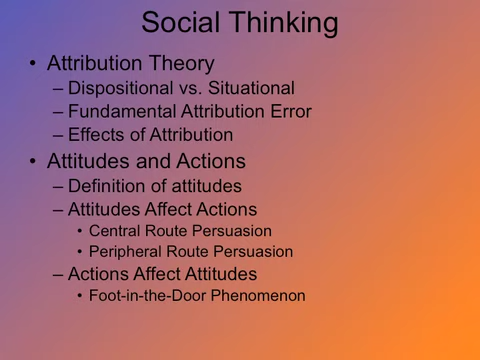 Social Thinking
• Attribution Theory
– Dispositional vs. Situational
– Fundamental Attribution Error
– Effects of Attribution
• Attitudes and Actions
– Definition of attitudes
– Attitudes Affect Actions
• Central Route Persuasion
• Peripheral Route Persuasion
– Actions Affect Attitudes
• Foot-in-the-Door Phenomenon